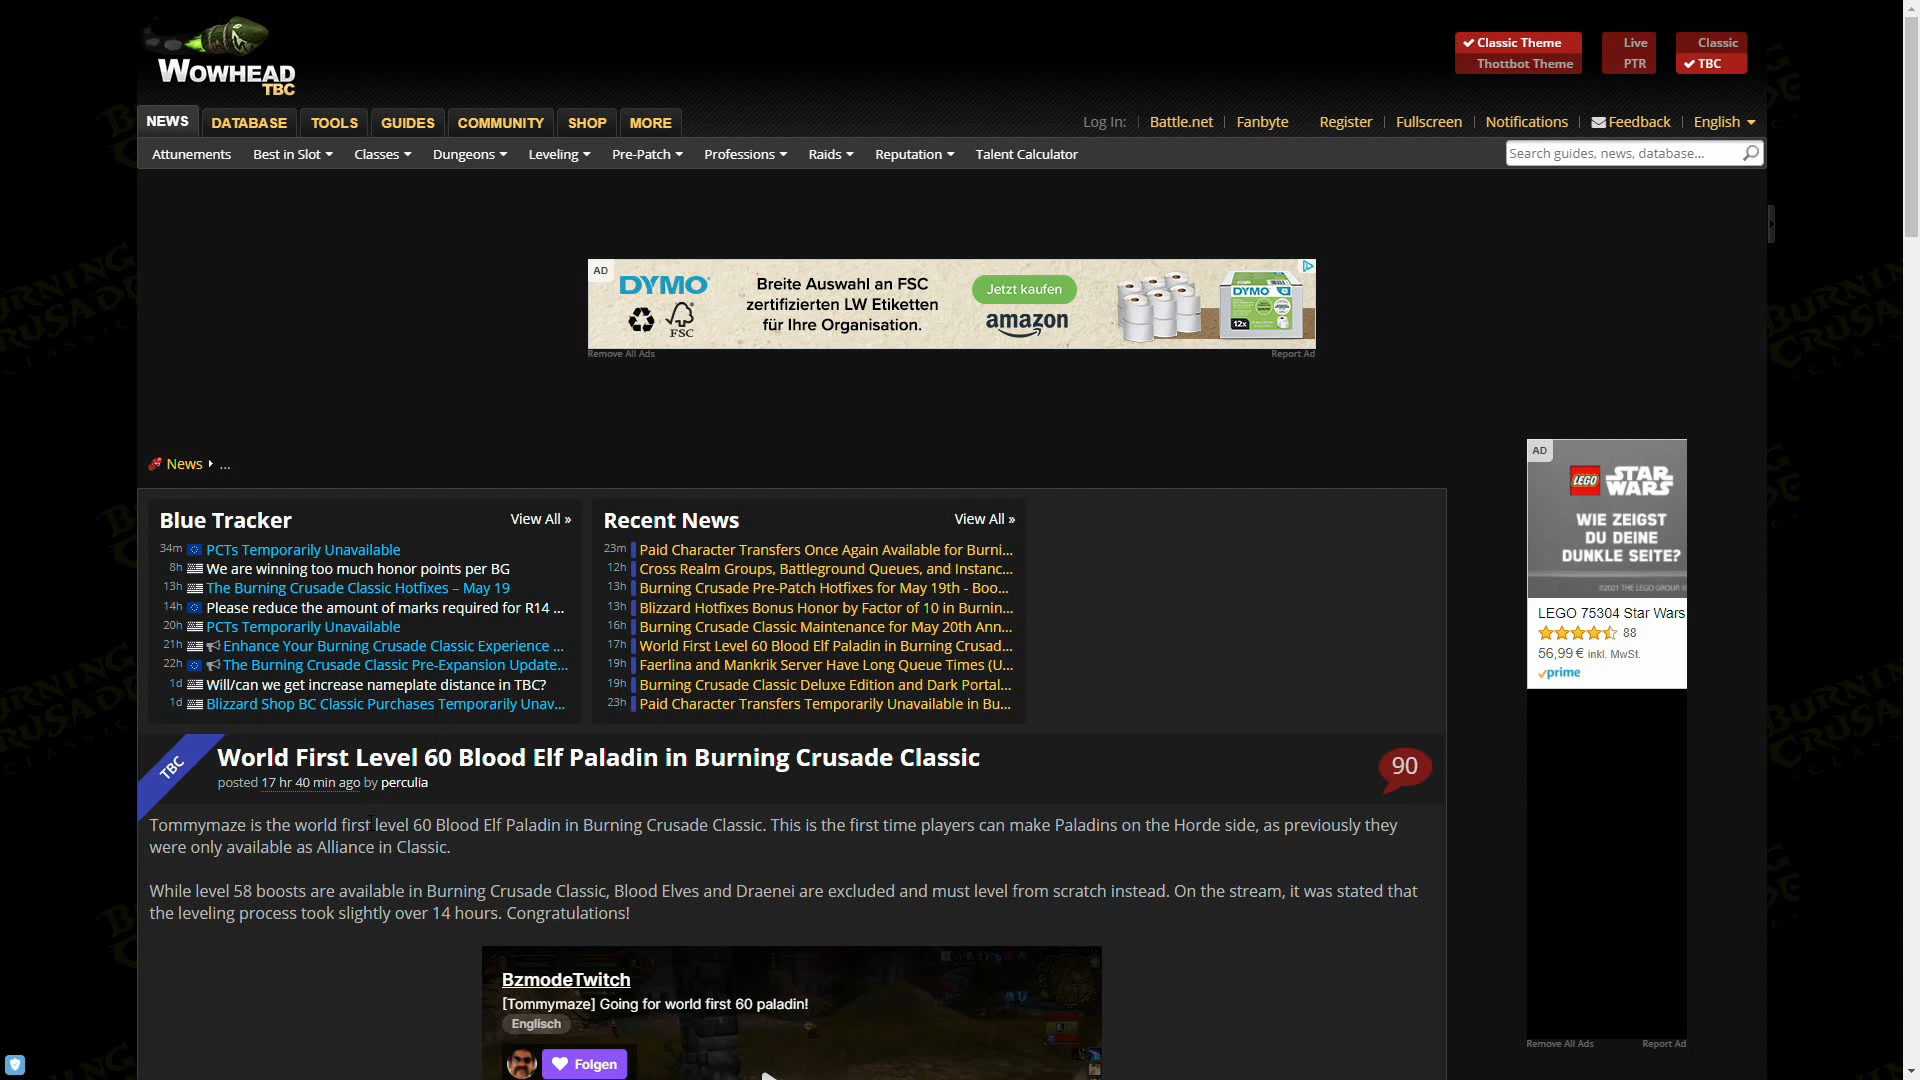 WOWHEAD
TBC
Classic Theme
Thottbot Theme
Live
PTR
Classic
TBC
NEWS
DATABASE
TOOLS
GUIDES
COMMUNITY
SHOP
MORE
Log In: Battle.net | Fanbyte
Register | Fullscreen | Notifications | Feedback | English
Attunements
Best in Slot
Classes
Dungeons
Leveling
Pre-Patch
Professions
Raids
Reputation
Talent Calculator
Search guides, news, database...
AD
DYMO
FSC
Breite Auswahl an FSC
zertifizierten LW Etiketten
für Ihre Organisation.
Jetzt kaufen
amazon
DYMO
12x
Remove All Ads
Report Ad
News ...
Blue Tracker
View All »
34m PCTs Temporarily Unavailable
8h We are winning too much honor points per BG
13h The Burning Crusade Classic Hotfixes – May 19
14h Please reduce the amount of marks required for R14 ...
20h PCTs Temporarily Unavailable
21h Enhance Your Burning Crusade Classic Experience ...
22h The Burning Crusade Classic Pre-Expansion Update...
1d Will/can we get increase nameplate distance in TBC?
1d Blizzard Shop BC Classic Purchases Temporarily Unav...
Recent News
View All »
23m Paid Character Transfers Once Again Available for Burni...
12h Cross Realm Groups, Battleground Queues, and Instanc...
13h Burning Crusade Pre-Patch Hotfixes for May 19th - Boo...
13h Blizzard Hotfixes Bonus Honor by Factor of 10 in Burnin...
16h Burning Crusade Classic Maintenance for May 20th Ann...
17h World First Level 60 Blood Elf Paladin in Burning Crusad...
19h Faerlina and Mankrik Server Have Long Queue Times (U...
19h Burning Crusade Classic Deluxe Edition and Dark Portal...
23h Paid Character Transfers Temporarily Unavailable in Bu...
AD
LEGO STAR
WARS
WIE ZEIGST
DU DEINE
DUNKLE SEITE?
©2021 THE LEGO GROUP.
LEGO 75304 Star Wars
88
56,99 € inkl. MwSt.
prime
Remove All Ads
Report Ad
TBC
World First Level 60 Blood Elf Paladin in Burning Crusade Classic
posted 17 hr 40 min ago by perculia
90
Tommymaze is the world first level 60 Blood Elf Paladin in Burning Crusade Classic. This is the first time players can make Paladins on the Horde side, as previously they
were only available as Alliance in Classic.
While level 58 boosts are available in Burning Crusade Classic, Blood Elves and Draenei are excluded and must level from scratch instead. On the stream, it was stated that
the leveling process took slightly over 14 hours. Congratulations!
BzmodeTwitch
[Tommymaze] Going for world first 60 paladin!
Englisch
Folgen